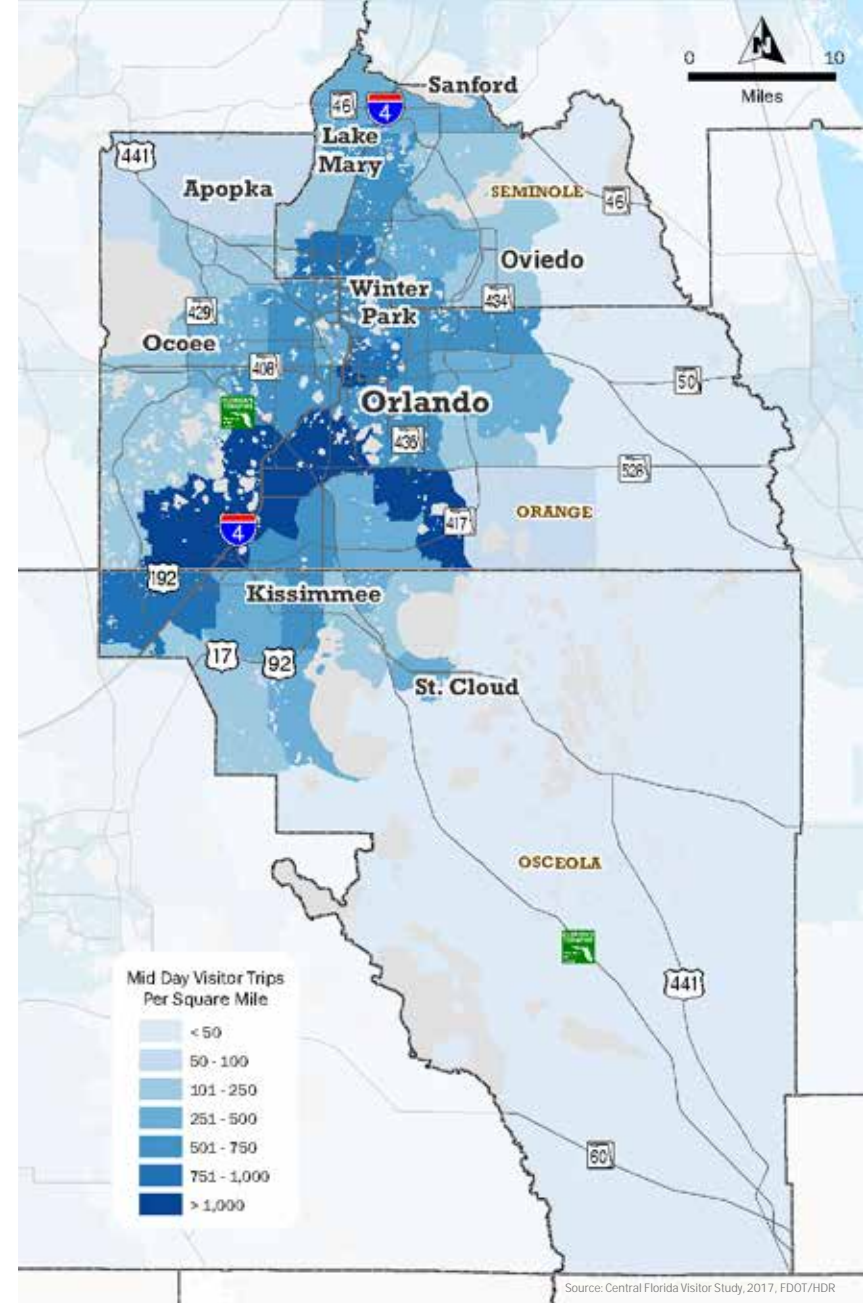 N
0 10
Miles
Sanford
46
4
Lake
Mary
441
Apopka
SEMINOLE
46
Oviedo
Winter
Park
434
429
Ocoee
408
50
Orlando
436
528
ORANGE
417
4
192
Kissimmee
17
92
St. Cloud
OSCEOLA
441
60
Mid Day Visitor Trips
Per Square Mile
< 50
50 - 100
101 - 250
251 - 500
501 - 750
751 - 1,000
> 1,000
Source: Central Florida Visitor Study, 2017, FDOT/HDR